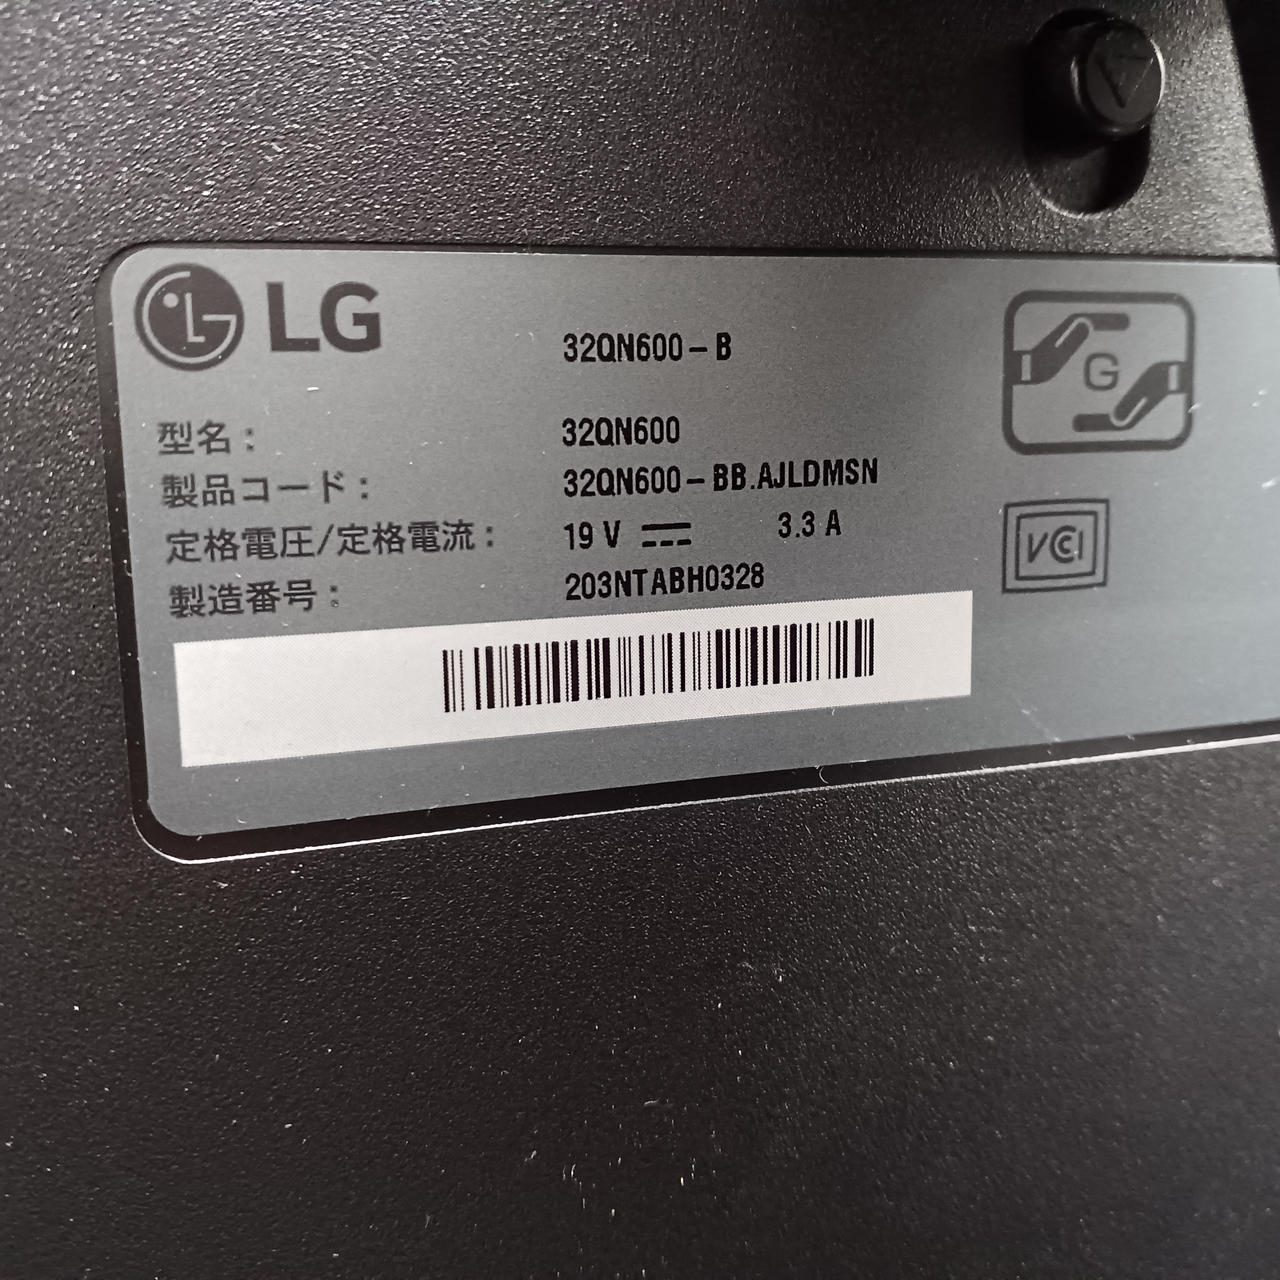 LG
32QN600-B
型名: 32QN600
製品コード: 32QN600-BB.AJLDMSN
定格電圧/定格電流: 19 V 3.3 A
製造番号: 203NTABH0328
G
VCCI